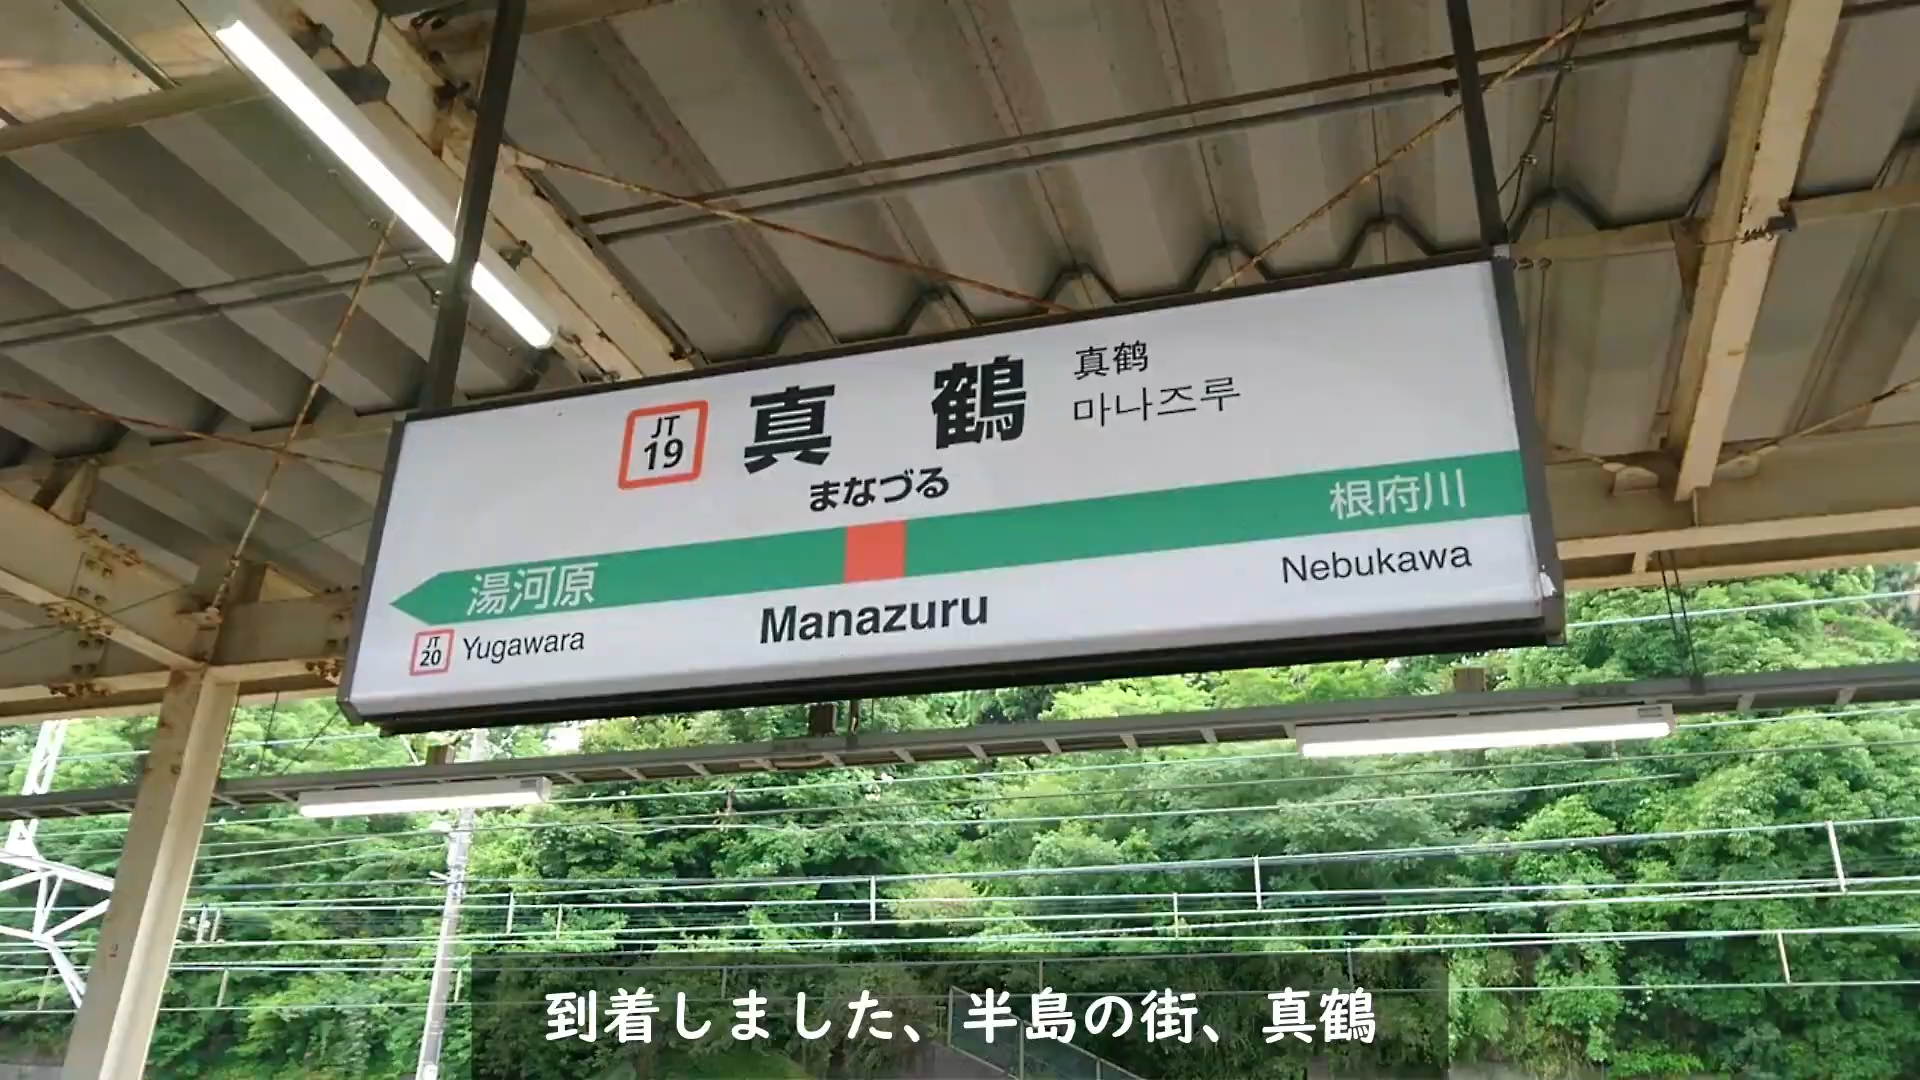 JT
19
真鶴
真鶴
마나즈루
まなづる
湯河原
根府川
JT
20
Yugawara
Manazuru
Nebukawa
到着しました、半島の街、真鶴